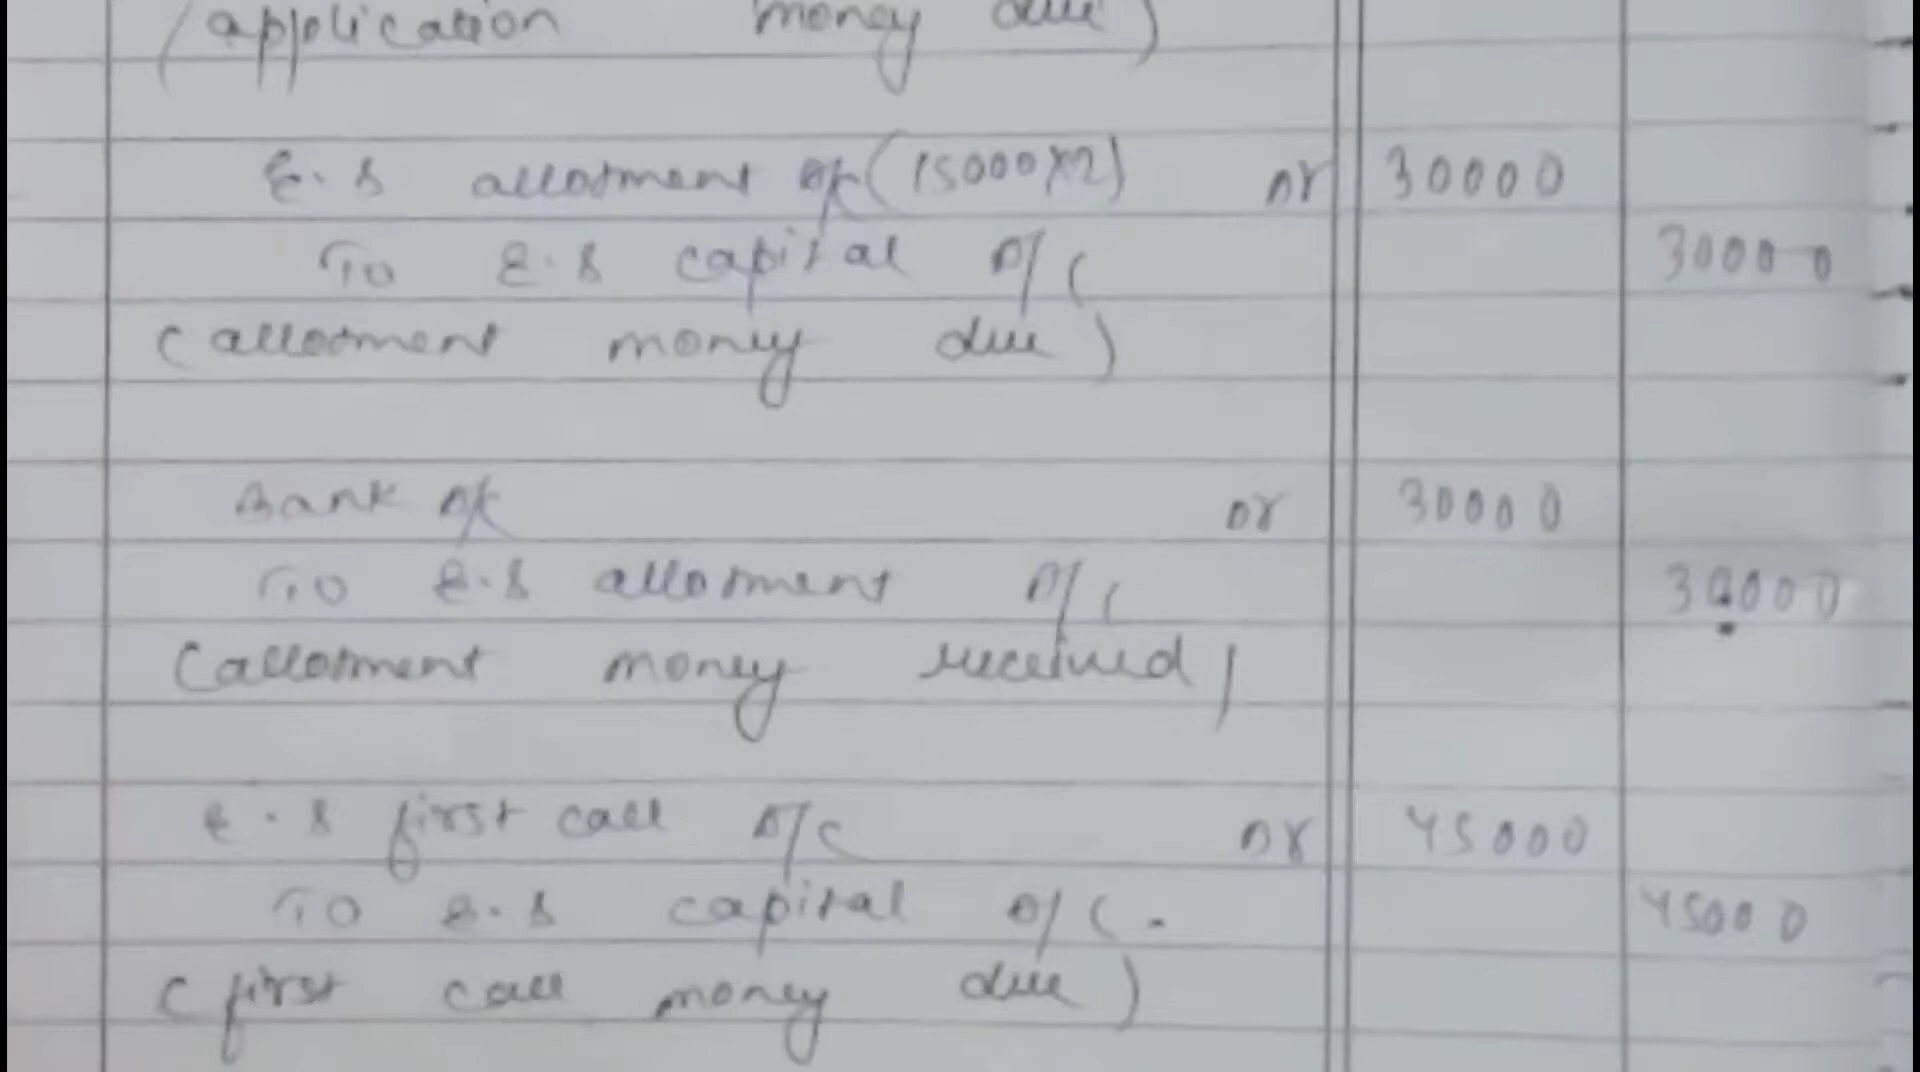 (application money due)
E.S allotment A/c (15000×2) Dr 30000
To E.S capital A/C 30000
(allotment money due)
Bank A/c Dr 30000
To E.S alloment A/C 30000
(allotment money received)
E.S first call A/C Dr 45000
To E.S capital A/C. 45000
(first call money due)